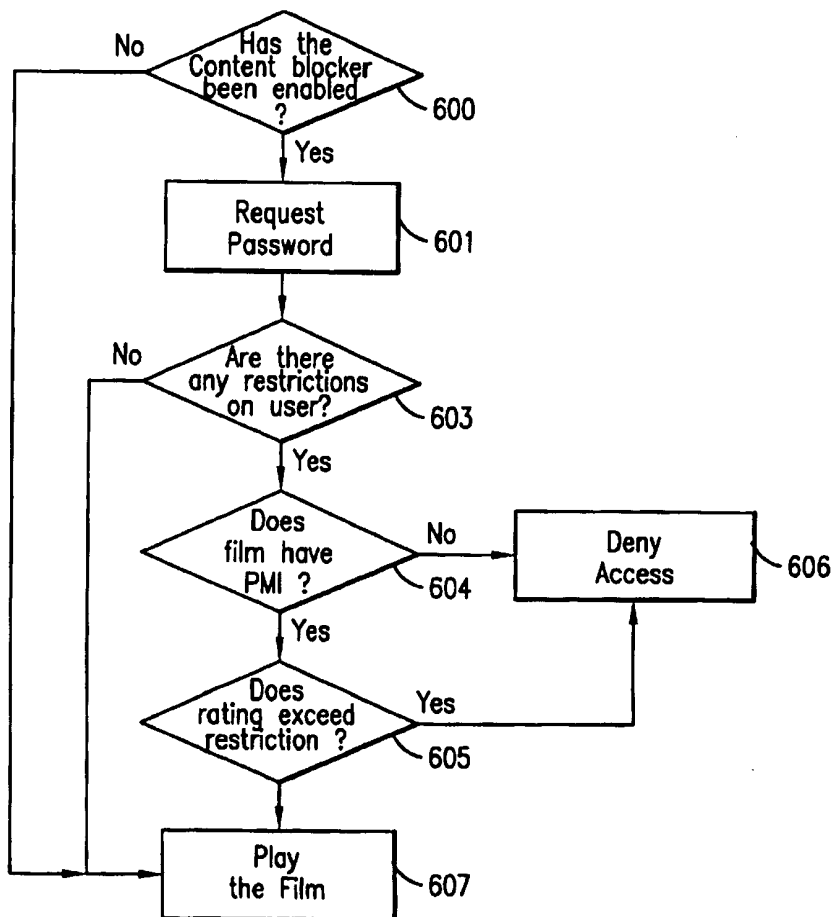 No
Has the
Content blocker
been enabled
?
600
Yes
Request
Password
601
No
Are there
any restrictions
on user?
603
Yes
Does
film have
PMI ?
604
No
Deny
Access
606
Yes
Does
rating exceed
restriction ?
605
Yes
Play
the Film
607